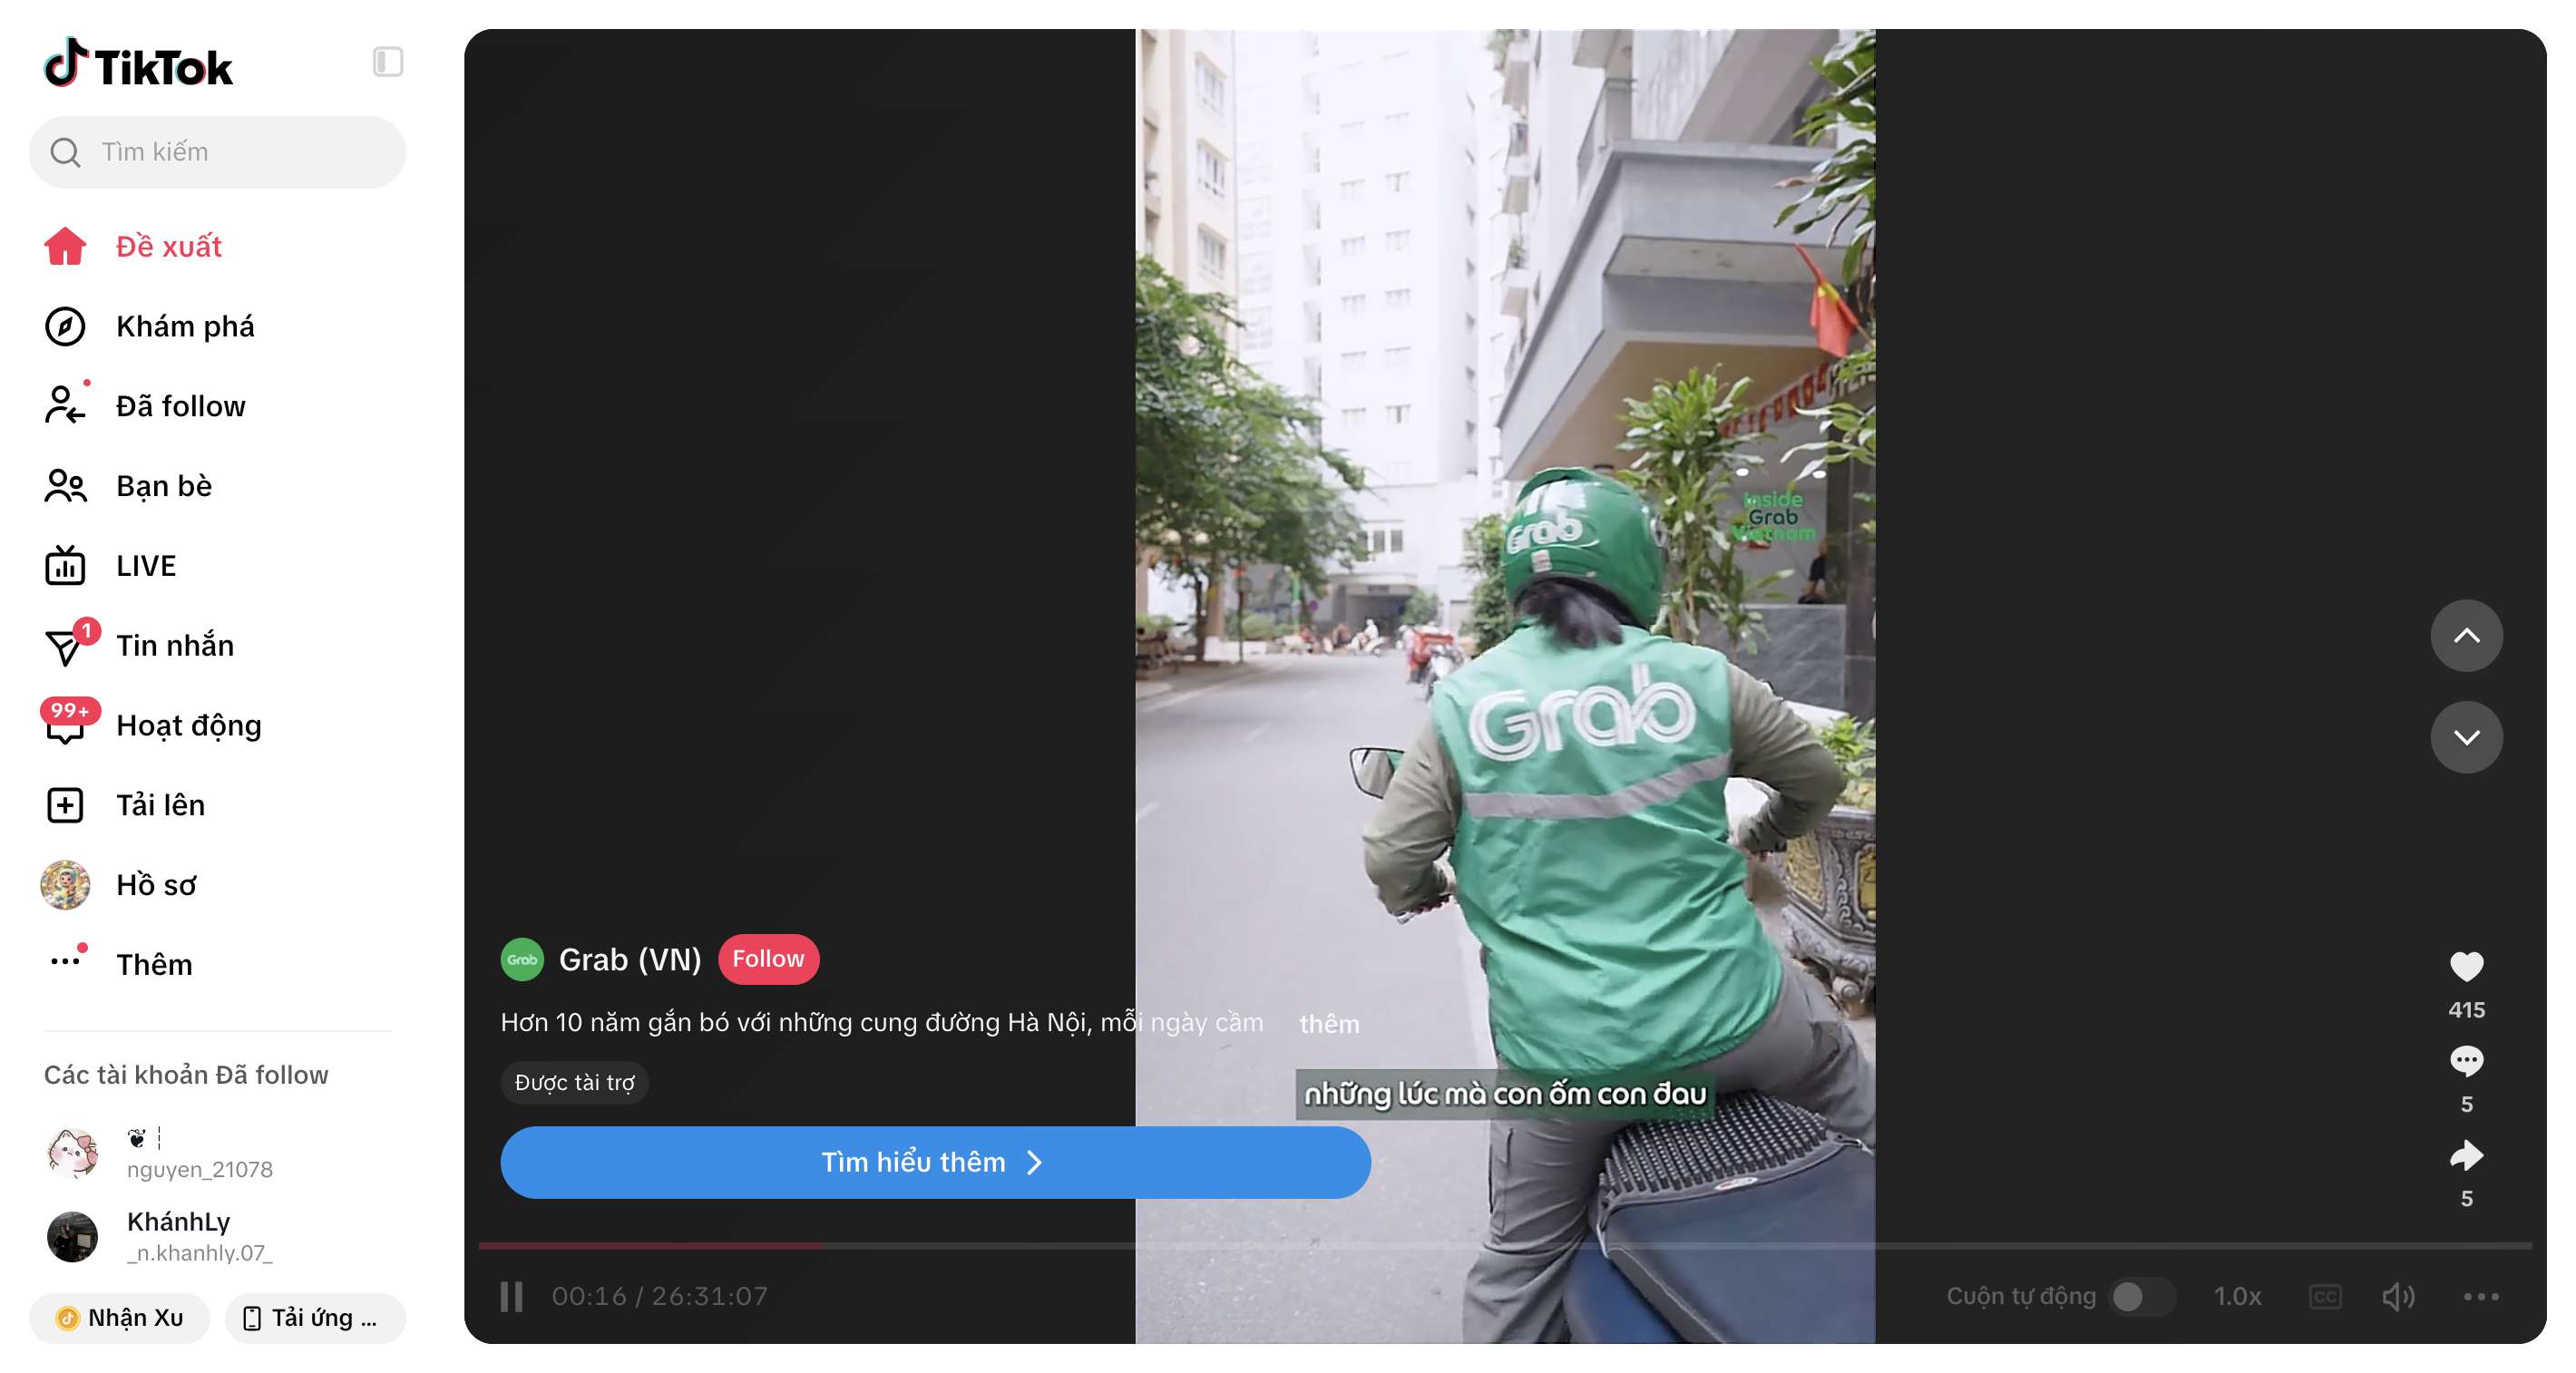 TikTok
Tìm kiếm
Đề xuất
Khám phá
Đã follow
Bạn bè
LIVE
1
Tin nhắn
99+
Hoạt động
Tải lên
Hồ sơ
Thêm
Các tài khoản Đã follow
nguyen_21078
KhánhLy
_n.khanhly.07_
Nhận Xu
Tải ứng ...
Grab
Inside
Grab
Vietnam
Grab
Grab
Grab (VN)
Follow
Hơn 10 năm gắn bó với những cung đường Hà Nội, mỗi ngày cầm thêm
Được tài trợ
những lúc mà con ốm con đau
Tìm hiểu thêm
415
5
5
00:16 / 26:31:07
Cuộn tự động
1.0x
CC